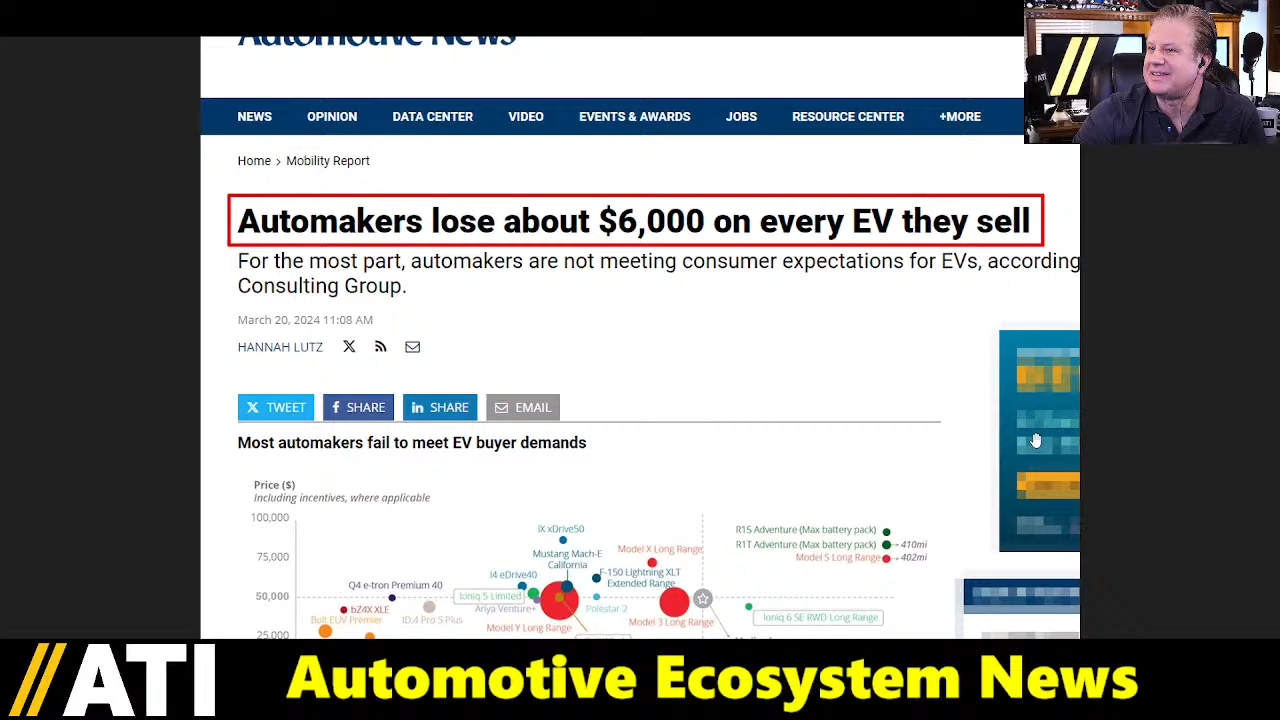 Automotive News
NEWS OPINION DATA CENTER VIDEO EVENTS & AWARDS JOBS RESOURCE CENTER +MORE
Home > Mobility Report
Automakers lose about $6,000 on every EV they sell
For the most part, automakers are not meeting consumer expectations for EVs, according
Consulting Group.
March 20, 2024 11:08 AM
HANNAH LUTZ
TWEET SHARE SHARE EMAIL
Most automakers fail to meet EV buyer demands
Price ($)
Including incentives, where applicable
100,000
75,000
50,000
25,000
iX xDrive50
Mustang Mach-E
California
Model X Long Range
R1S Adventure (Max battery pack)
R1T Adventure (Max battery pack) 410mi
Model S Long Range 402mi
i4 eDrive40
F-150 Lightning XLT
Extended Range
Q4 e-tron Premium 40
Ioniq 5 Limited
Ariya Venture+
Polestar 2
bZ4X XLE
ID.4 Pro S Plus
Bolt EUV Premier
Model Y Long Range
Model 3 Long Range
Ioniq 6 SE RWD Long Range
ATI
//ATI
Automotive Ecosystem News